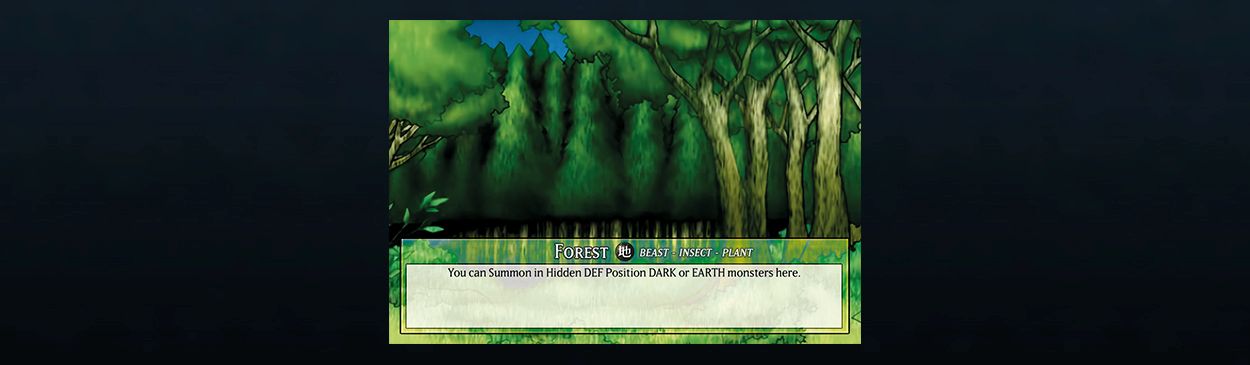 FOREST 地 BEAST - INSECT - PLANT
You can Summon in Hidden DEF Position DARK or EARTH monsters here.